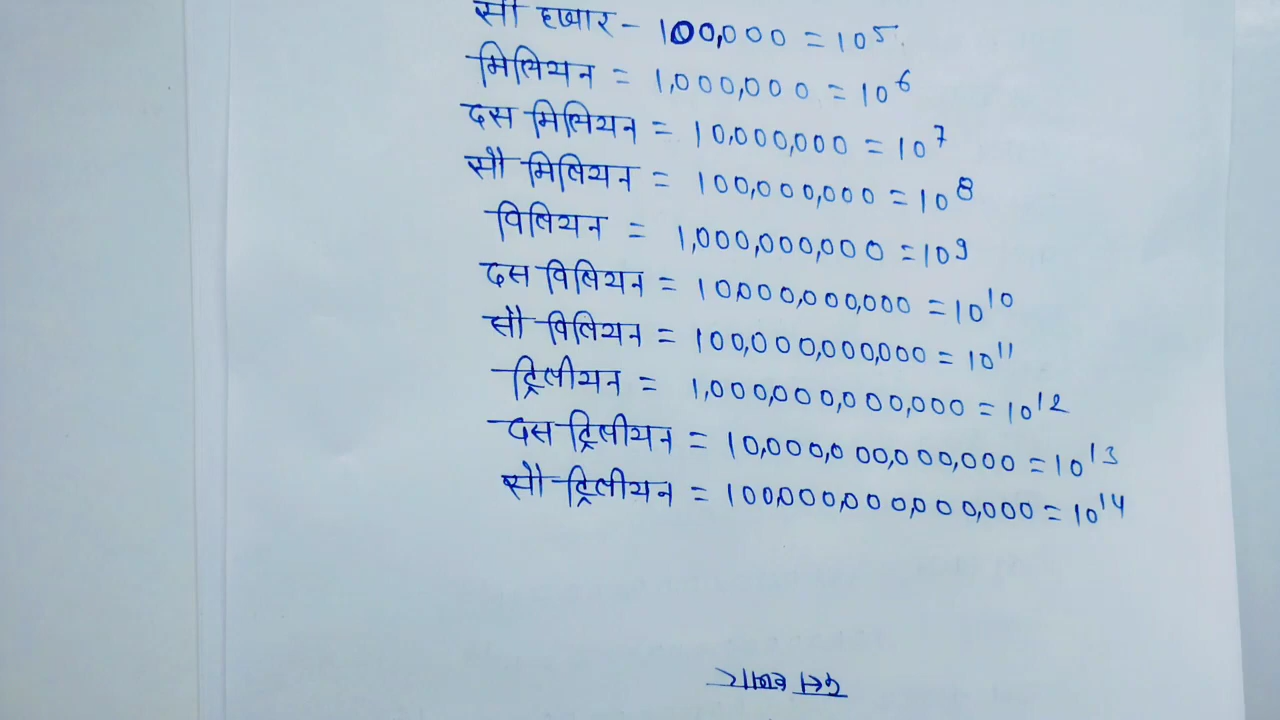 सौ हजार - 100,000 = 10⁵
मिलियन = 1,000,000 = 10⁶
दस मिलियन = 10,000,000 = 10⁷
सौ मिलियन = 100,000,000 = 10⁸
विलियन = 1,000,000,000 = 10⁹
दस विलियन = 10,000,000,000 = 10¹⁰
सौ विलियन = 100,000,000,000 = 10¹¹
ट्रिलीयन = 1,000,000,000,000 = 10¹²
दस ट्रिलीयन = 10,000,000,000,000 = 10¹³
सौ ट्रिलीयन = 100,000,000,000,000 = 10¹⁴